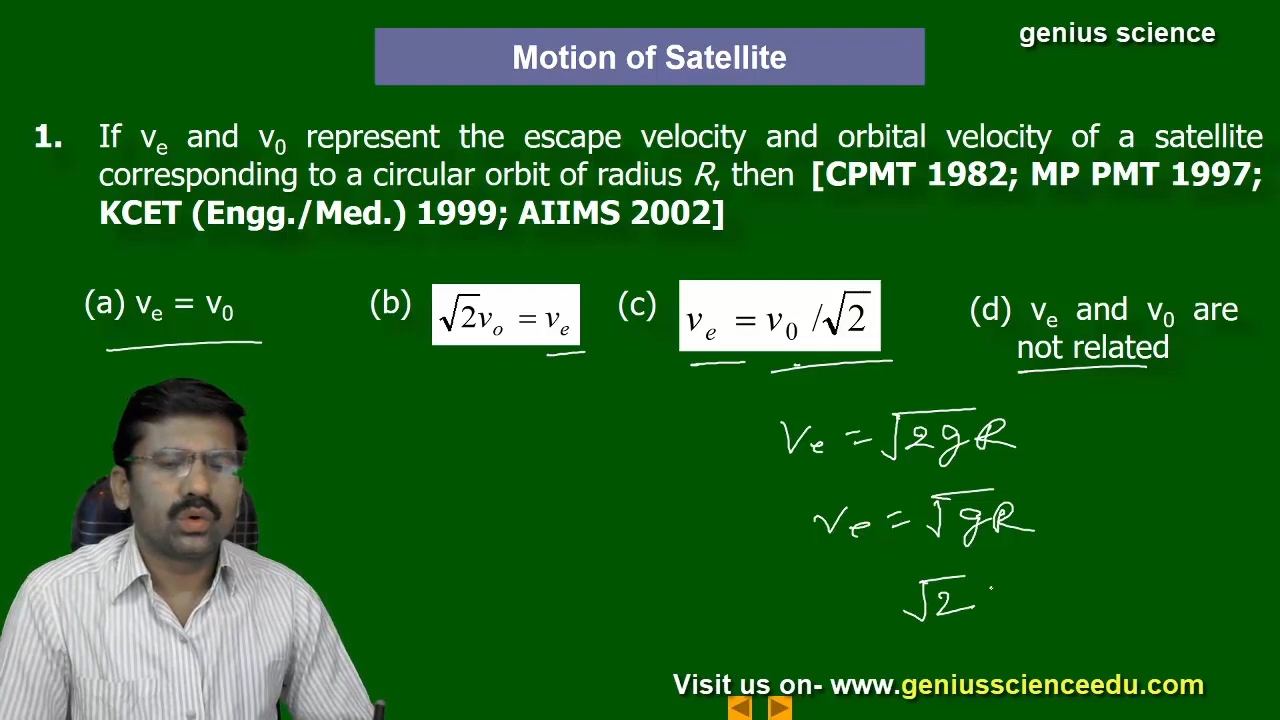 genius science
Motion of Satellite
1. If vₑ and v₀ represent the escape velocity and orbital velocity of a satellite
corresponding to a circular orbit of radius R, then [CPMT 1982; MP PMT 1997;
KCET (Engg./Med.) 1999; AIIMS 2002]
(a) vₑ = v₀ (b) √2vₒ = vₑ (c) vₑ = v₀ /√2 (d) vₑ and v₀ are
not related
Vₑ = √2gR
vₑ = √gR
√2
Visit us on- www.geniusscienceedu.com